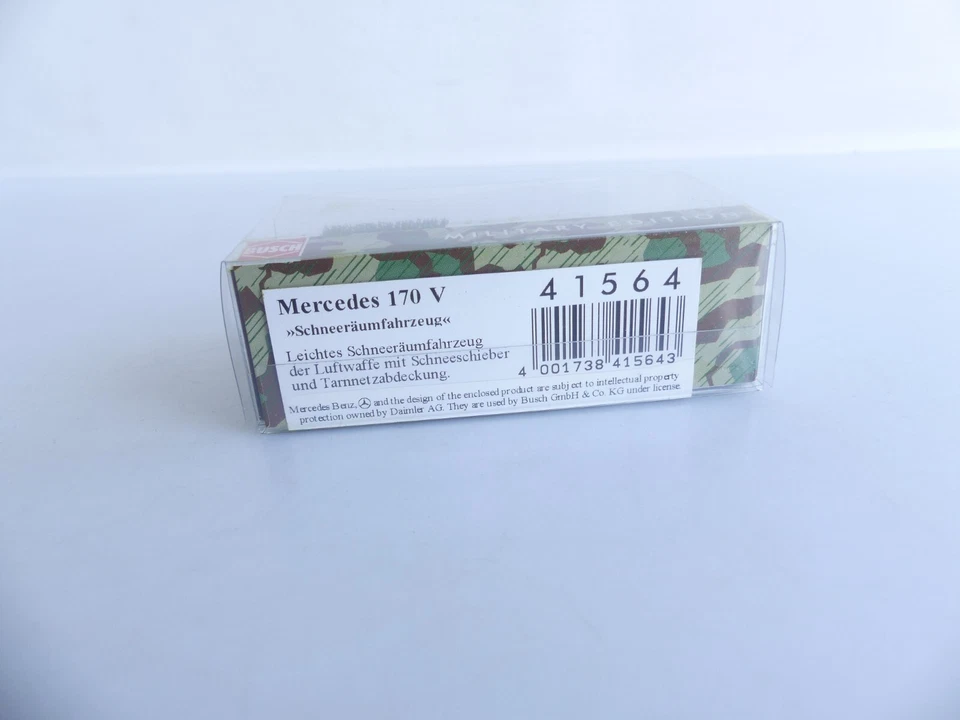 BUSCH
MILITARY EDITION
Mercedes 170 V
»Schneeräumfahrzeug«
Leichtes Schneeräumfahrzeug
der Luftwaffe mit Schneeschieber
und Tarnnetzabdeckung.
41564
4 001738 415643
Mercedes Benz, and the design of the enclosed product are subject to intellectual property
protection owned by Daimler AG. They are used by Busch GmbH & Co. KG under license.